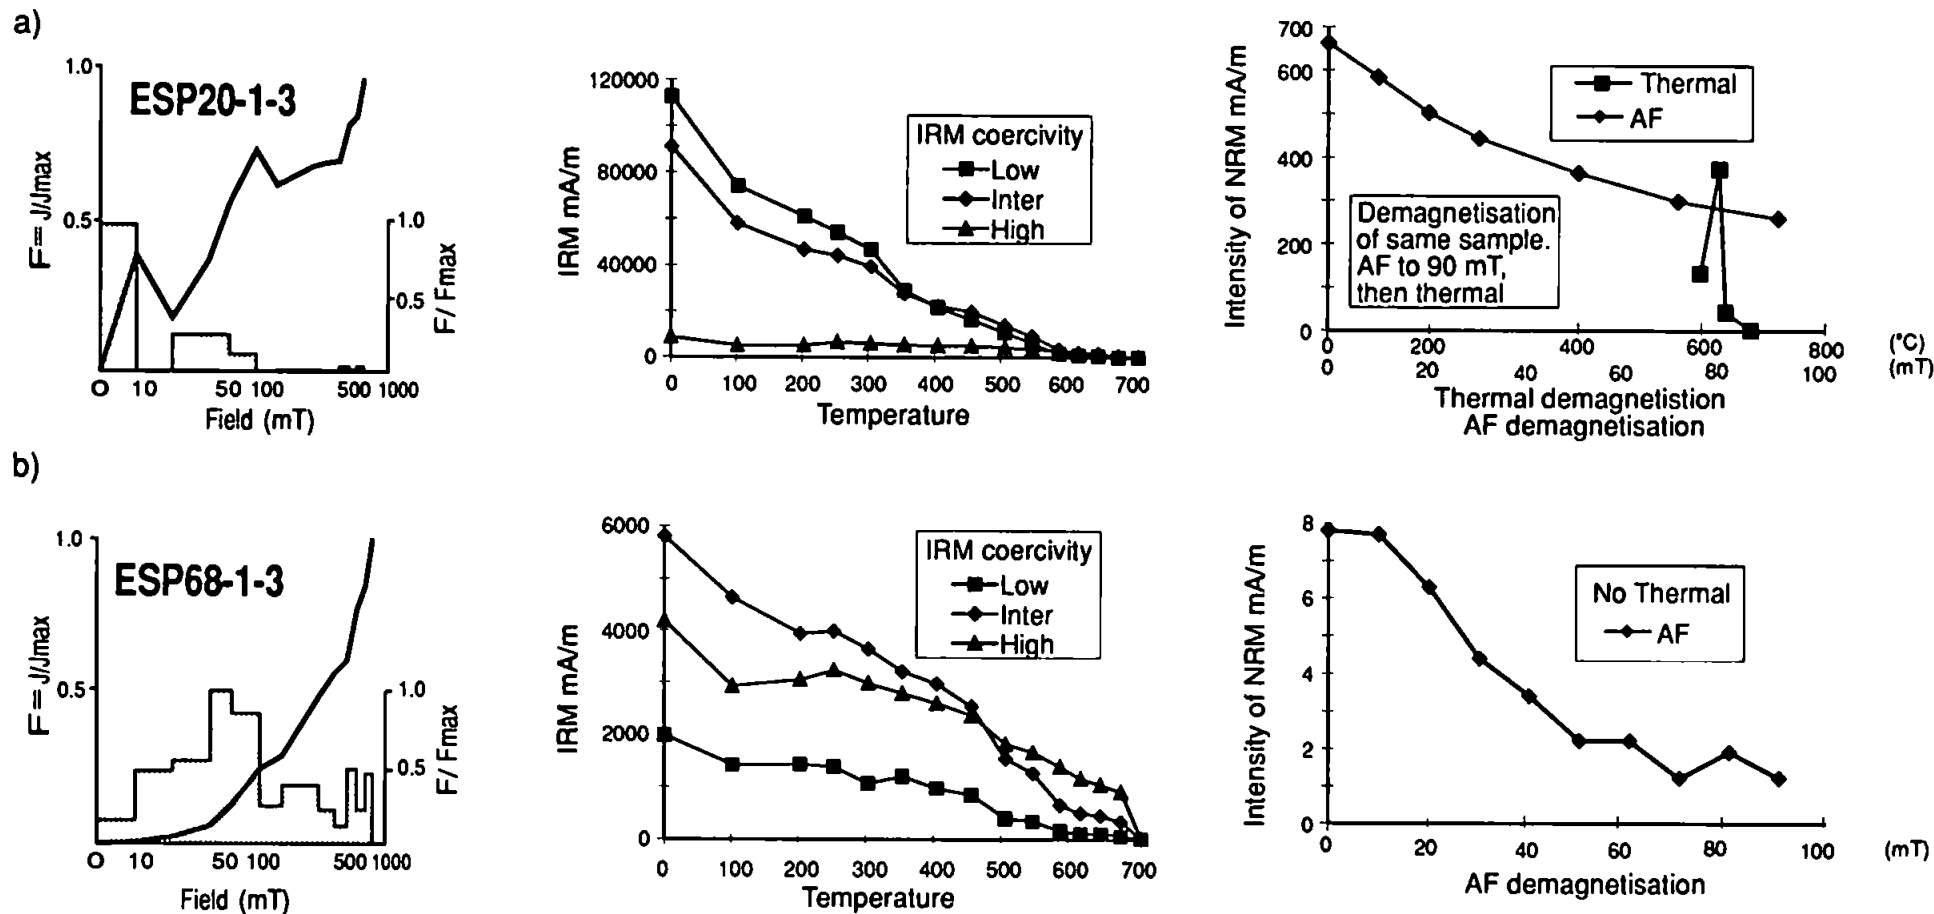 a)
1.0
ESP20-1-3
F= J/Jmax
0.5
1.0
0.5
F/ Fmax
O 10 50 100 500 1000
Field (mT)
120000
80000
40000
0
IRM mA/m
IRM coercivity
Low
Inter
High
0 100 200 300 400 500 600 700
Temperature
700
600
400
200
0
Intensity of NRM mA/m
Thermal
AF
Demagnetisation
of same sample.
AF to 90 mT,
then thermal
0 200 400 600 800 (°C)
0 20 40 60 80 100 (mT)
Thermal demagnetistion
AF demagnetisation
b)
1.0
ESP68-1-3
F= J/Jmax
0.5
1.0
0.5
F/ Fmax
O 10 50 100 500 1000
Field (mT)
6000
4000
2000
0
IRM mA/m
IRM coercivity
Low
Inter
High
0 100 200 300 400 500 600 700
Temperature
8
6
4
2
0
Intensity of NRM mA/m
No Thermal
AF
0 20 40 60 80 100 (mT)
AF demagnetisation